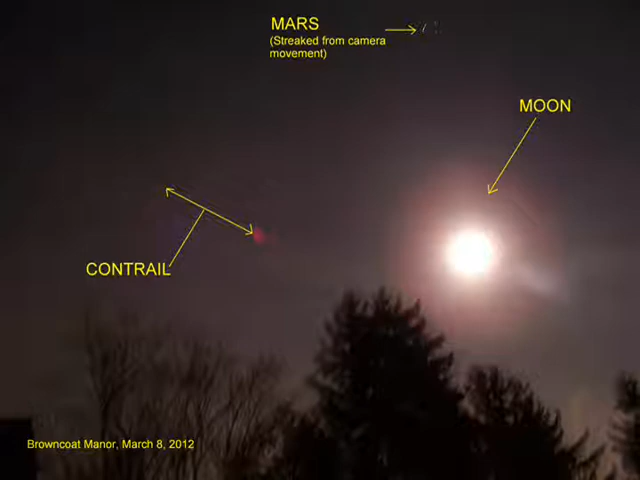 MARS
(Streaked from camera
movement)
MOON
CONTRAIL
Browncoat Manor, March 8, 2012